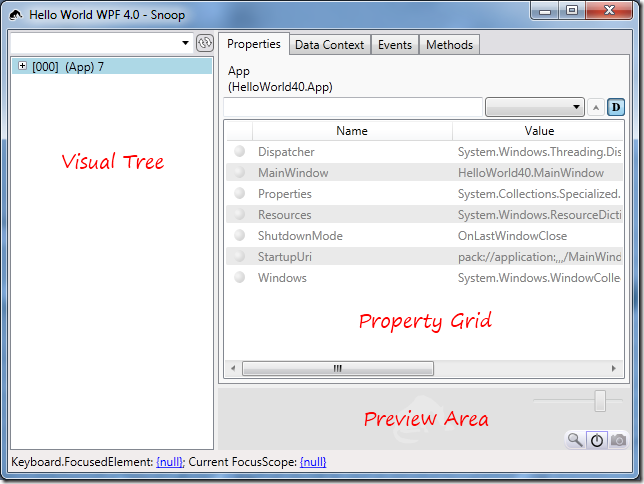 Hello World WPF 4.0 - Snoop
Properties
Data Context
Events
Methods
[000] (App) 7
App
(HelloWorld40.App)
D
Name
Value
Dispatcher
System.Windows.Threading.Dis
MainWindow
HelloWorld40.MainWindow
Properties
System.Collections.Specialized.
Resources
System.Windows.ResourceDicti
ShutdownMode
OnLastWindowClose
StartupUri
pack://application:,,,/MainWind
Windows
System.Windows.WindowColle
Visual Tree
Property Grid
Preview Area
Keyboard.FocusedElement: {null}; Current FocusScope: {null}